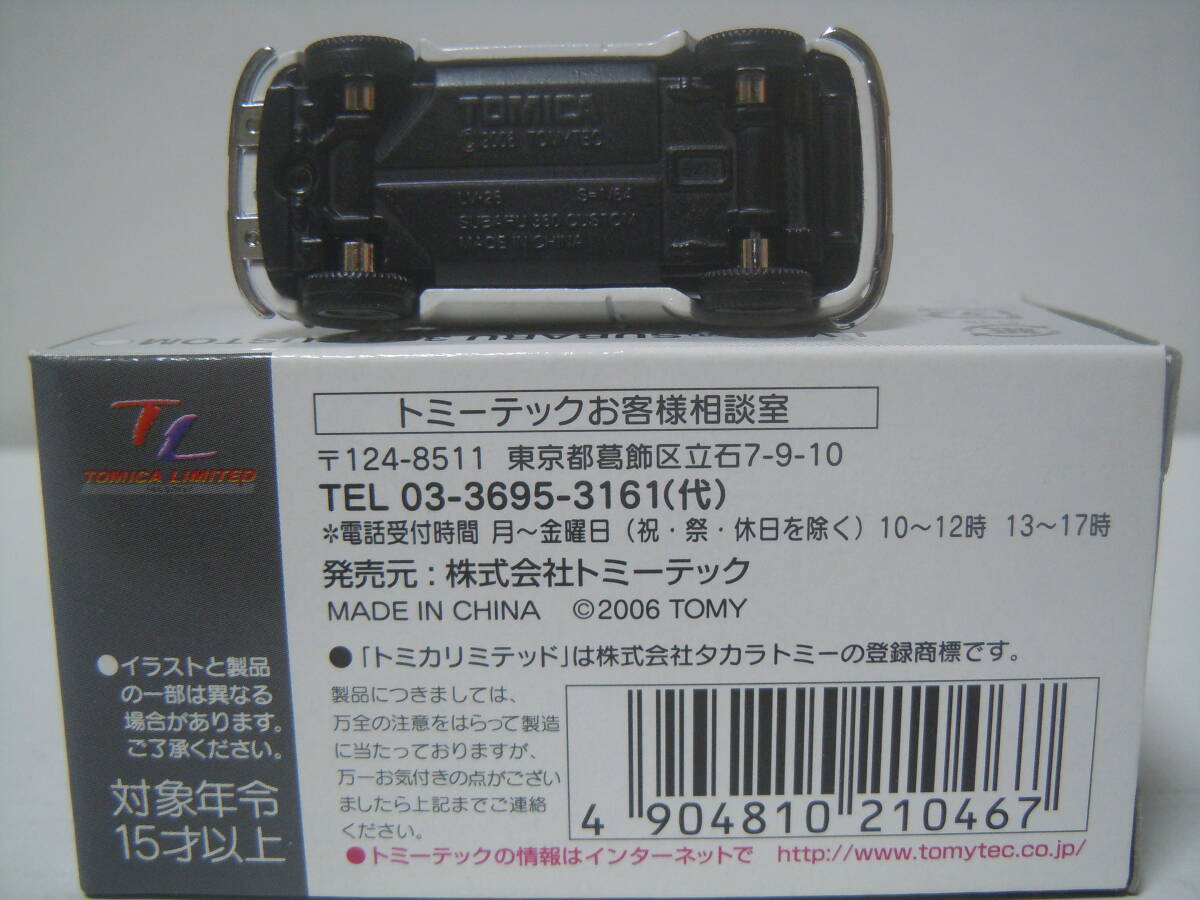 TOMICA
© 2006 TOMYTEC
LV-26 S=1/64
SUBARU 360 CUSTOM
MADE IN CHINA
SUBARU 360 CUSTOM
TL
TOMICA LIMITED
トミーテックお客様相談室
〒124-8511 東京都葛飾区立石7-9-10
TEL 03-3695-3161(代)
*電話受付時間 月~金曜日(祝・祭・休日を除く)10~12時 13~17時
発売元:株式会社トミーテック
MADE IN CHINA ©2006 TOMY
●「トミカリミテッド」は株式会社タカラトミーの登録商標です。
●イラストと製品
の一部は異なる
場合があります。
ご了承ください。
対象年令
15才以上
製品につきましては、
万全の注意をはらって製造
に当たっておりますが、
万一お気付きの点がござい
ましたら上記までご連絡
ください。
4 904810 210467
●トミーテックの情報はインターネットで http://www.tomytec.co.jp/